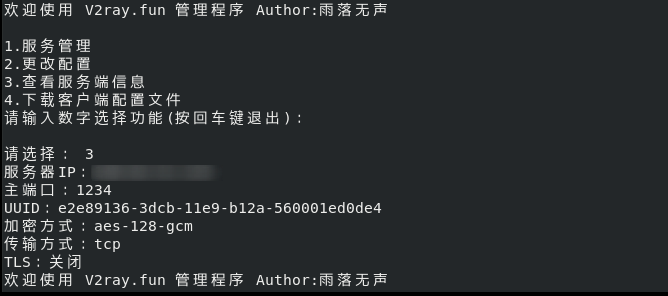 欢迎使用 V2ray.fun 管理程序 Author:雨落无声
1.服务管理
2.更改配置
3.查看服务端信息
4.下载客户端配置文件
请输入数字选择功能(按回车键退出)：
请选择： 3
服务器IP：
主端口：1234
UUID：e2e89136-3dcb-11e9-b12a-560001ed0de4
加密方式：aes-128-gcm
传输方式：tcp
TLS：关闭
欢迎使用 V2ray.fun 管理程序 Author:雨落无声